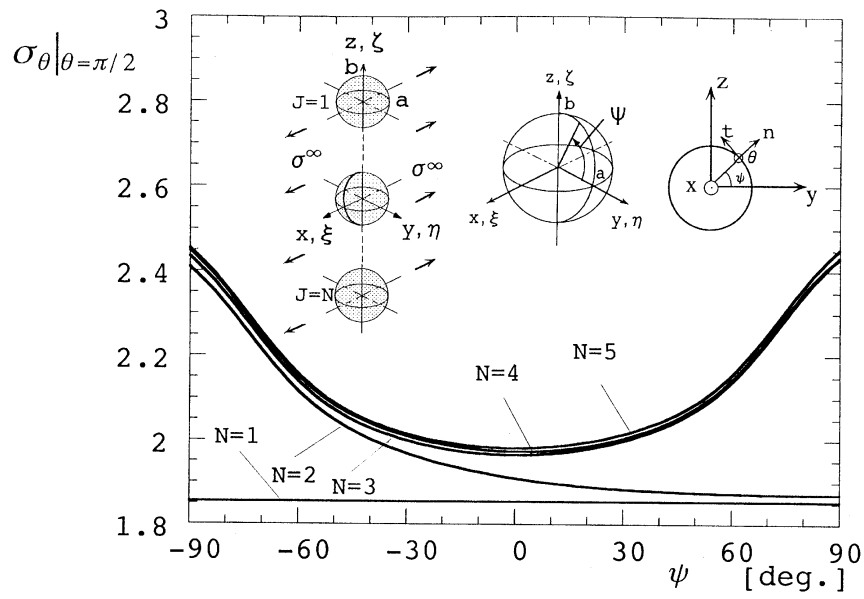 σθ|θ=π/2
3
2.8
2.6
2.4
2.2
2
1.8
-90
-60
-30
0
30
60
90
ψ [deg.]
z, ζ
b
J=1
a
σ∞
σ∞
x, ξ
y, η
J=N
z, ζ
b
Ψ
a
x, ξ
y, η
z
t
n
θ
ψ
x
y
N=1
N=2
N=3
N=4
N=5